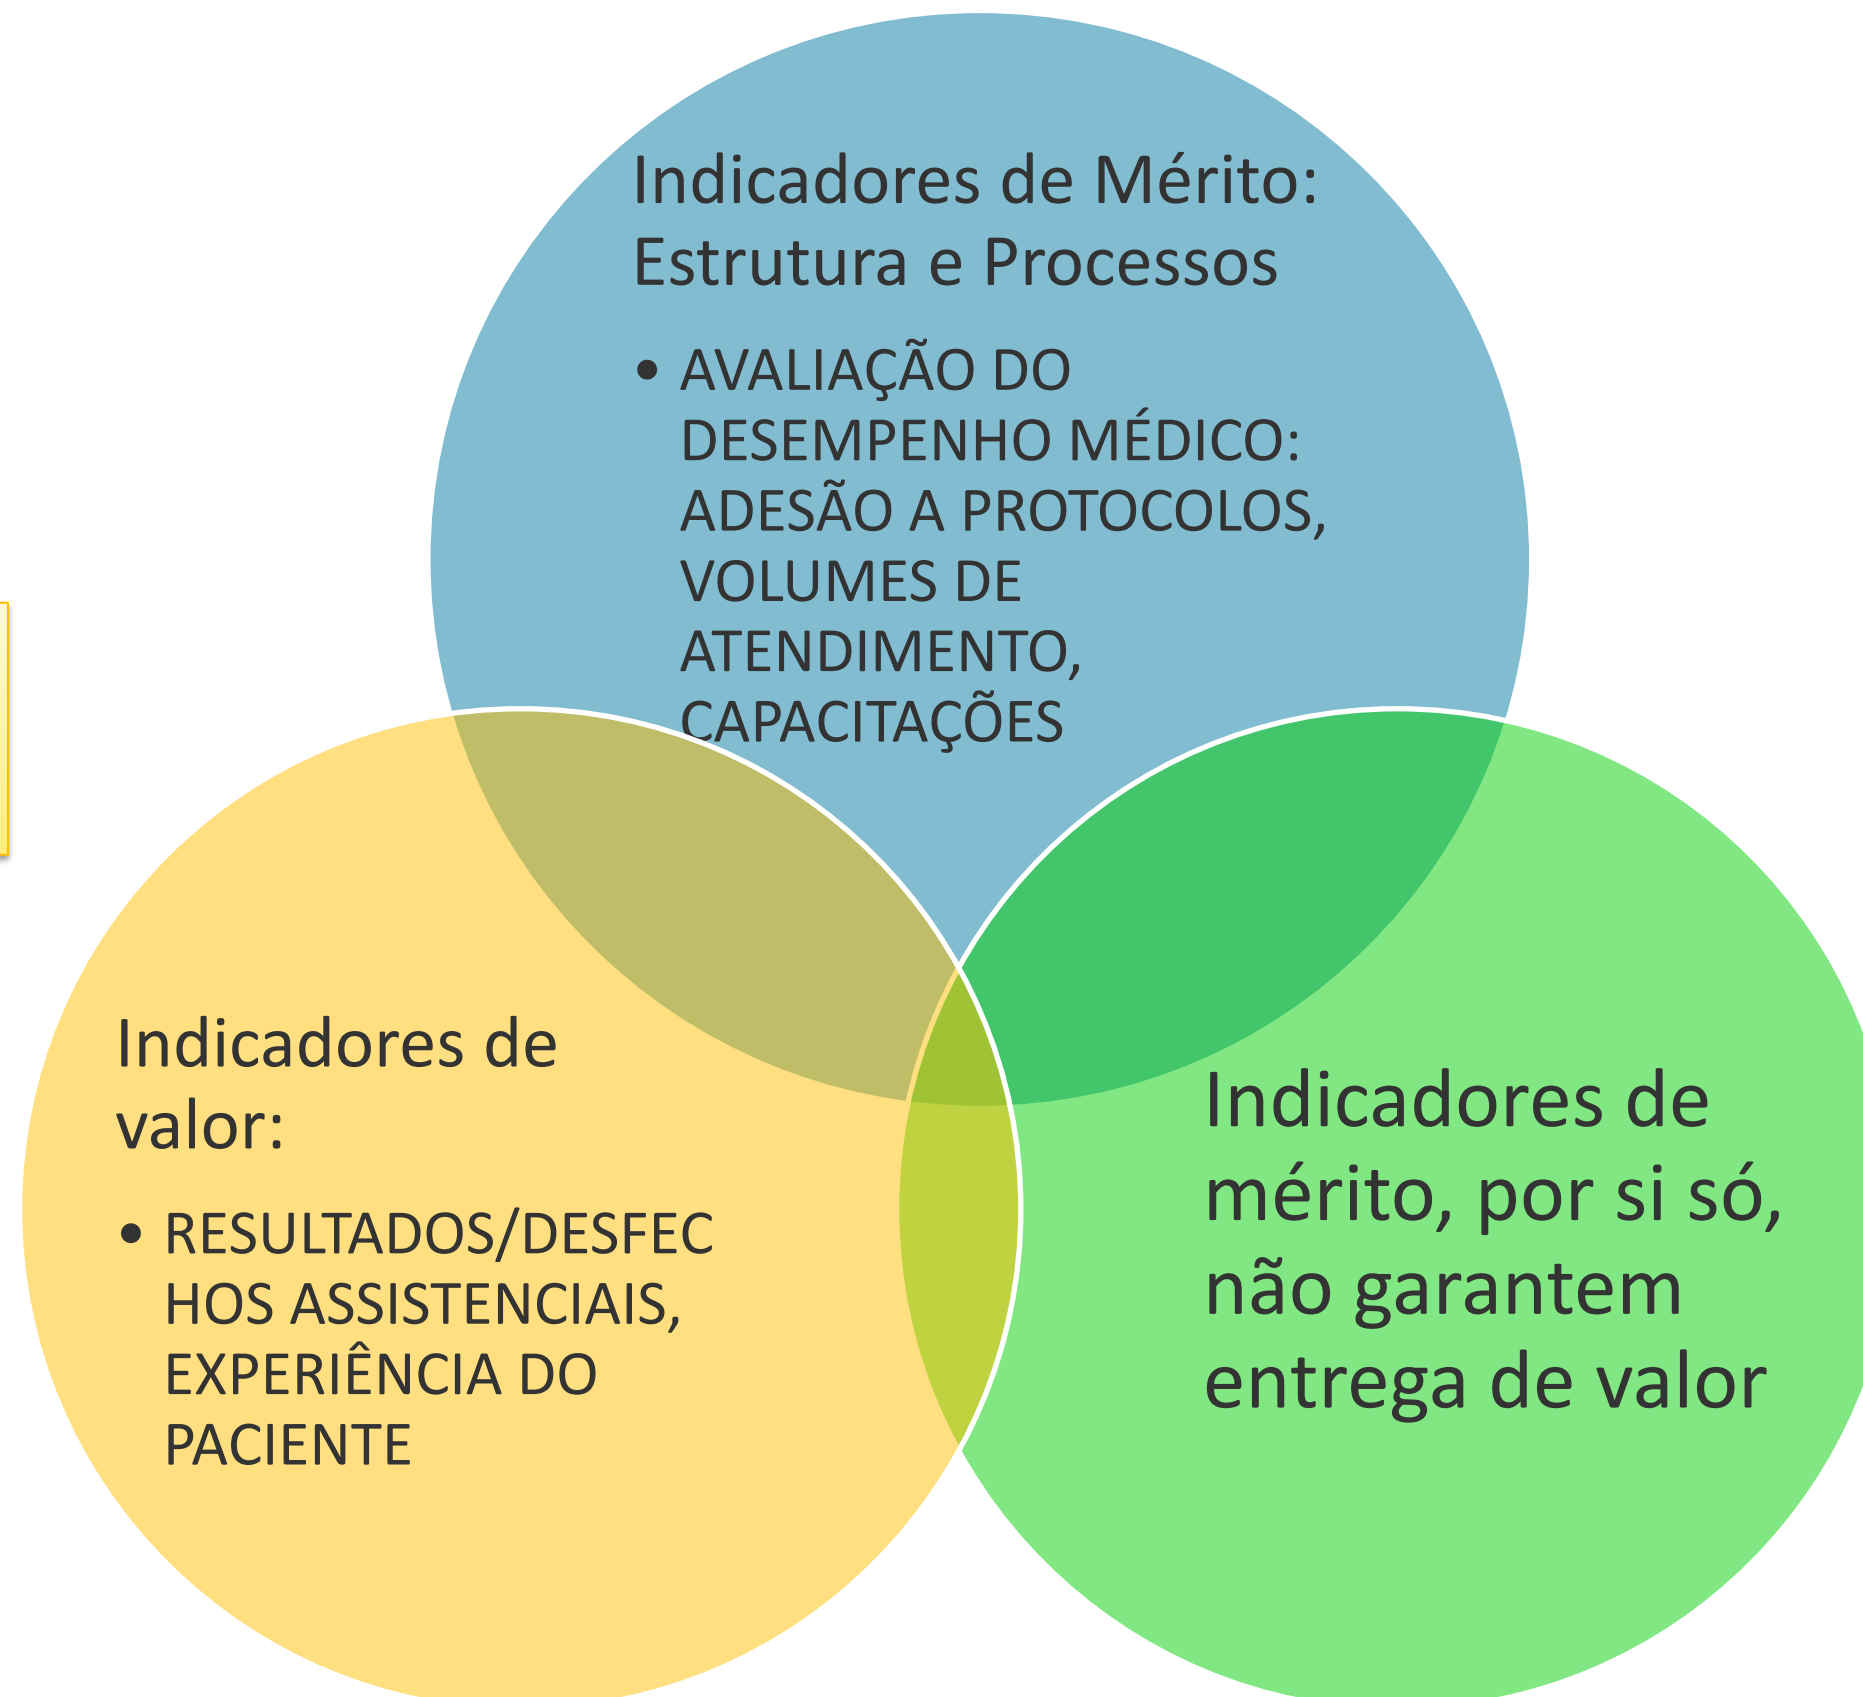 Indicadores de Mérito:
Estrutura e Processos
• AVALIAÇÃO DO
DESEMPENHO MÉDICO:
ADESÃO A PROTOCOLOS,
VOLUMES DE
ATENDIMENTO,
CAPACITAÇÕES
Indicadores de
valor:
• RESULTADOS/DESFEC
HOS ASSISTENCIAIS,
EXPERIÊNCIA DO
PACIENTE
Indicadores de
mérito, por si só,
não garantem
entrega de valor